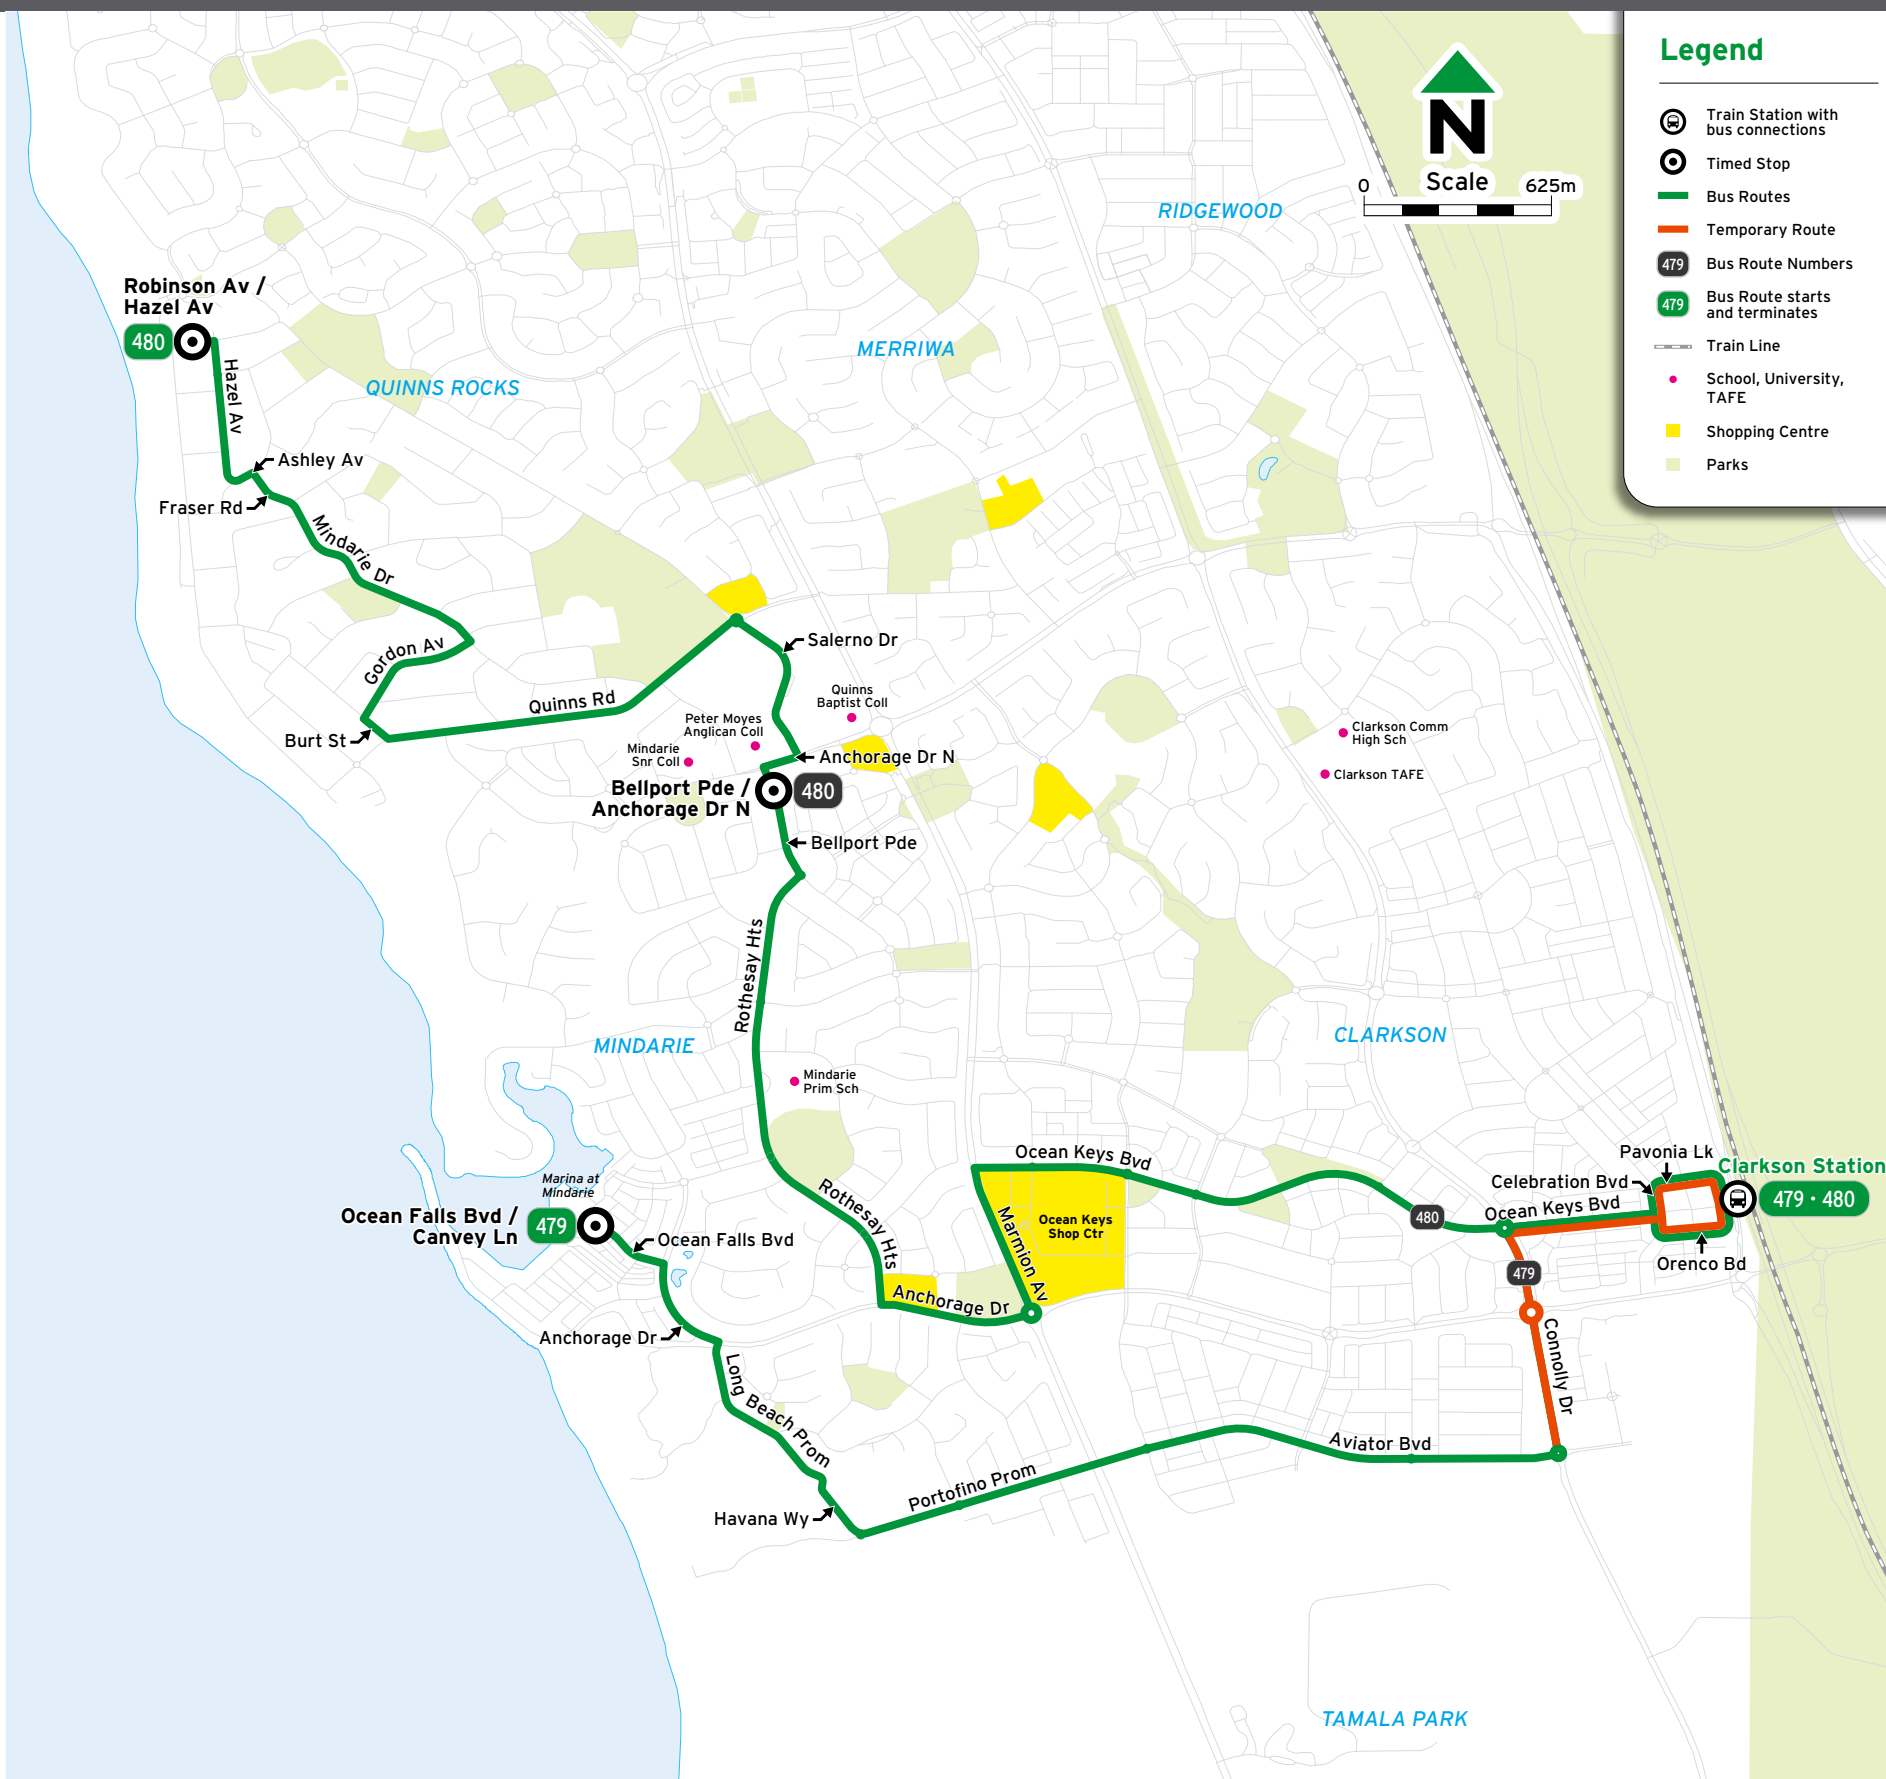 Legend
Train Station with
bus connections
Timed Stop
Bus Routes
Temporary Route
479
Bus Route Numbers
479
Bus Route starts
and terminates
Train Line
School, University,
TAFE
Shopping Centre
Parks
N
Scale
0
625m
RIDGEWOOD
Robinson Av /
Hazel Av
480
Hazel Av
MERRIWA
QUINNS ROCKS
Ashley Av
Fraser Rd
Mindarie Dr
Gordon Av
Salerno Dr
Quinns Rd
Burt St
Quinns
Baptist Coll
Peter Moyes
Anglican Coll
Mindarie
Snr Coll
Anchorage Dr N
Clarkson Comm
High Sch
Clarkson TAFE
Bellport Pde /
Anchorage Dr N
480
Bellport Pde
Rothesay Hts
MINDARIE
CLARKSON
Mindarie
Prim Sch
Ocean Keys Bvd
Pavonia Lk
Clarkson Station
Celebration Bvd
479 · 480
Ocean Keys Bvd
480
Orenco Bd
Marina at
Mindarie
Ocean Falls Bvd /
Canvey Ln
479
Ocean Falls Bvd
Rothesay Hts
Marmion Av
Ocean Keys
Shop Ctr
479
Anchorage Dr
Anchorage Dr
Connolly Dr
Long Beach Prom
Aviator Bvd
Portofino Prom
Havana Wy
TAMALA PARK